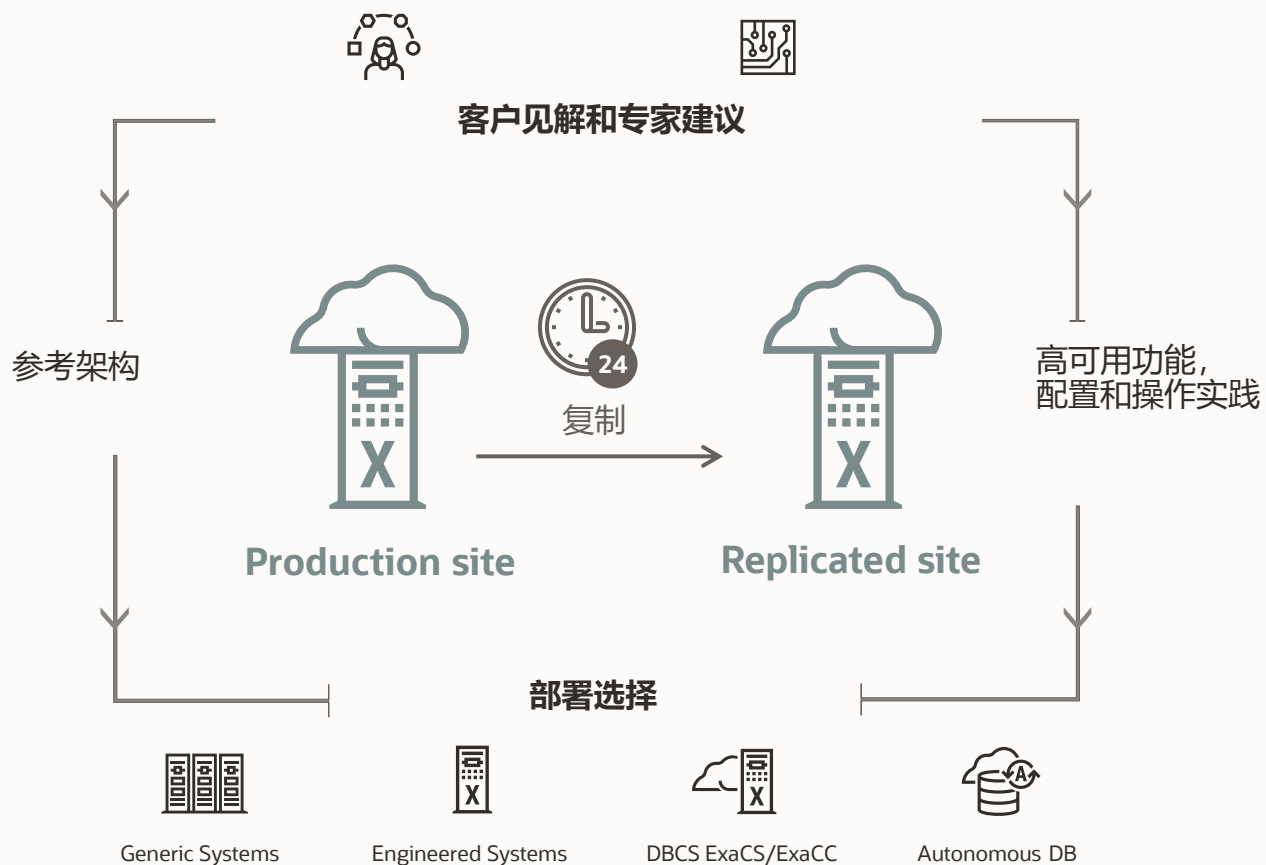 客户见解和专家建议
参考架构
24
复制
高可用功能，
配置和操作实践
X
X
Production site
Replicated site
部署选择
X
X
A
Generic Systems
Engineered Systems
DBCS ExaCS/ExaCC
Autonomous DB